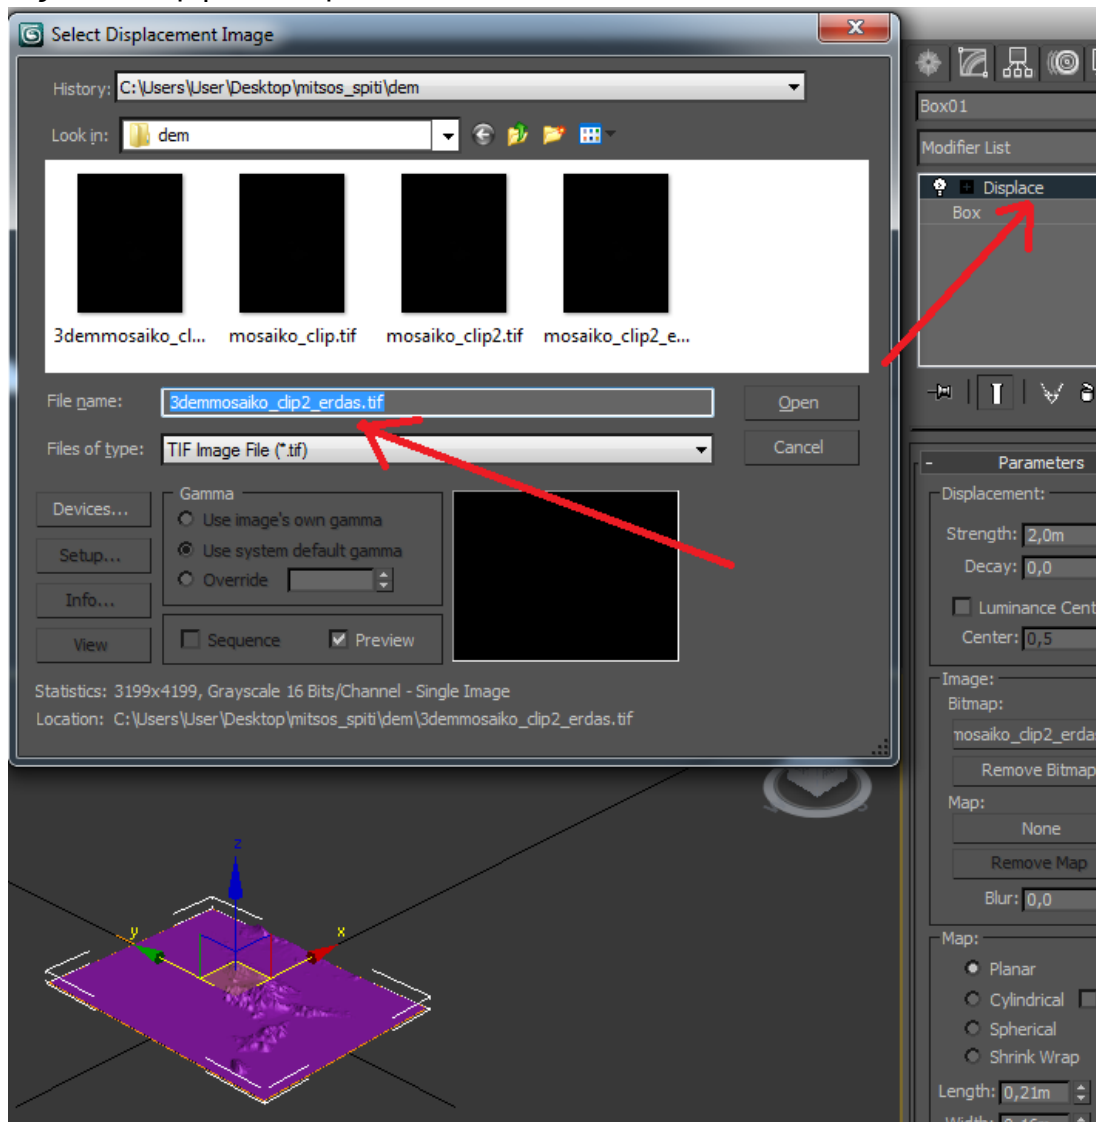 Select Displacement Image
History: C:\Users\User\Desktop\mitsos_spiti\dem
Look in: dem
3demmosaiko_cl... mosaiko_clip.tif mosaiko_clip2.tif mosaiko_clip2_e...
File name: 3demmosaiko_clip2_erdas.tif Open
Files of type: TIF Image File (*.tif) Cancel
Devices...
Setup...
Info...
View
Gamma
Use image's own gamma
Use system default gamma
Override
Sequence Preview
Statistics: 3199x4199, Grayscale 16 Bits/Channel - Single Image
Location: C:\Users\User\Desktop\mitsos_spiti\dem\3demmosaiko_clip2_erdas.tif
Box01
Modifier List
Displace
Box
- Parameters
Displacement:
Strength: 2,0m
Decay: 0,0
Luminance Cent
Center: 0,5
Image:
Bitmap:
mosaiko_clip2_erda
Remove Bitmap
Map:
None
Remove Map
Blur: 0,0
Map:
Planar
Cylindrical
Spherical
Shrink Wrap
Length: 0,21m
z
y
x